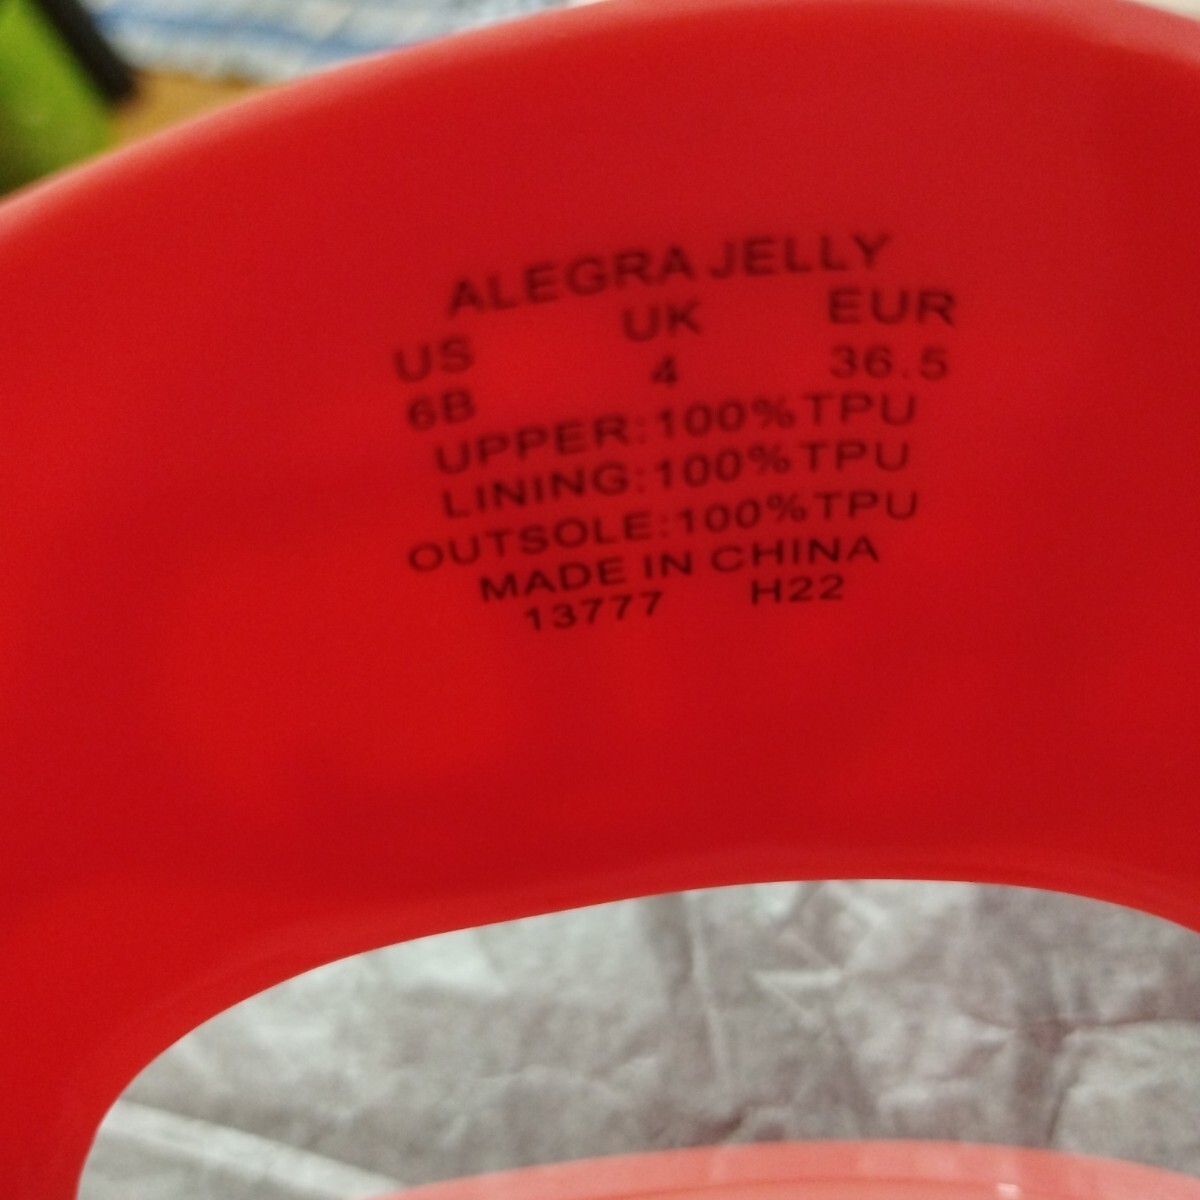 ALEGRA JELLY
US UK EUR
6B 4 36.5
UPPER:100%TPU
LINING:100%TPU
OUTSOLE:100%TPU
MADE IN CHINA
13777 H22